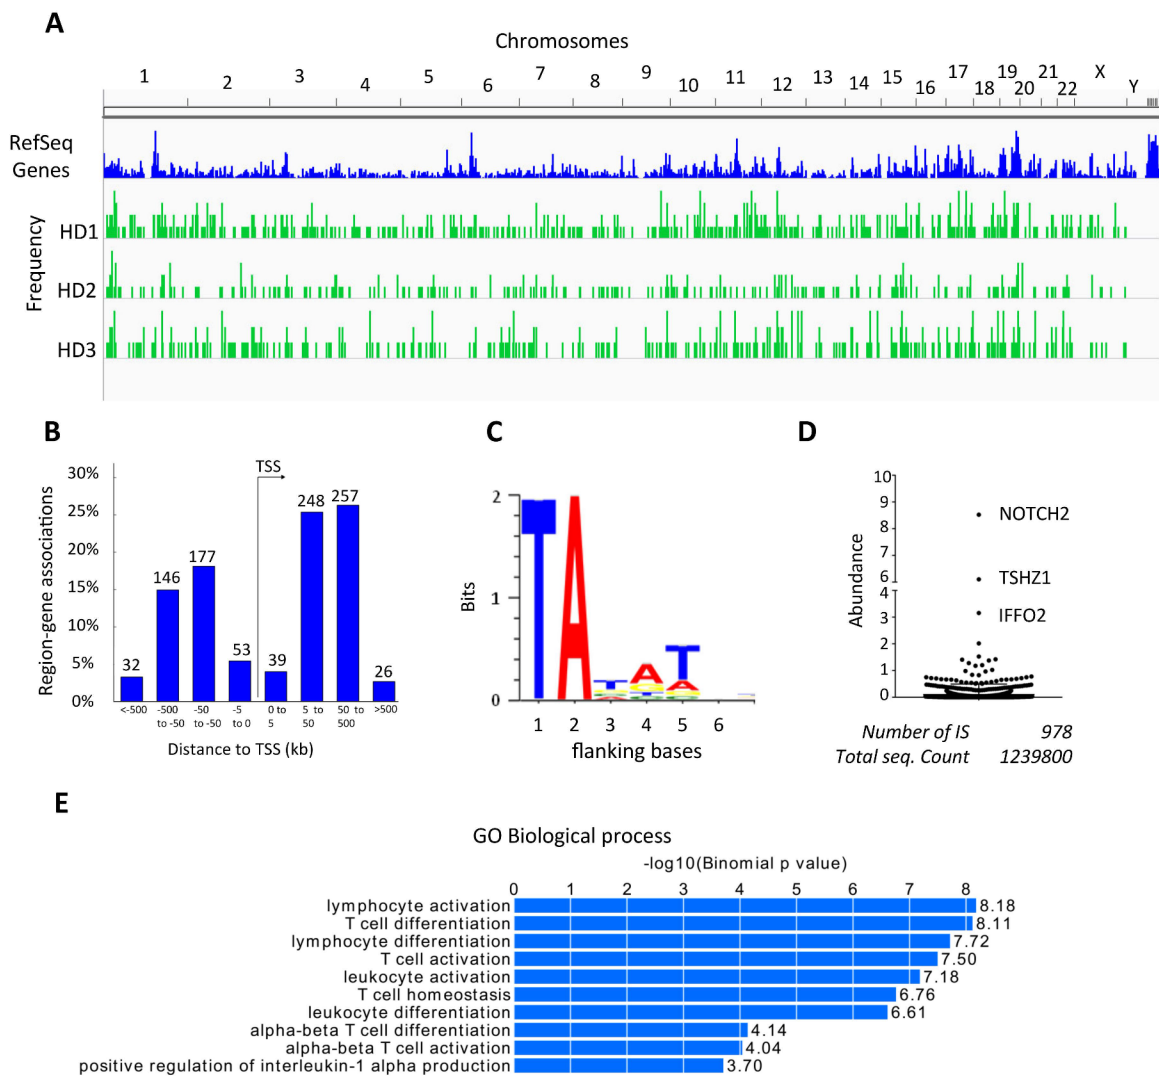 A
Chromosomes
1 2 3 4 5 6 7 8 9 10 11 12 13 14 15 16 17 18 19 20 21 22 X Y
RefSeq
Genes
Frequency
HD1
HD2
HD3
B
Region-gene associations
30%
25%
20%
15%
10%
5%
0%
TSS
32 146 177 53 39 248 257 26
<-500 -500 -50 -5 0 to 5 to 50 to >500
to -50 to -50 to 0 5 50 500
Distance to TSS (kb)
C
Bits
2
1
0
T A T A T A
1 2 3 4 5 6
flanking bases
D
Abundance
10
9
8
7
6
4
3
2
1
0
NOTCH2
TSHZ1
IFFO2
Number of IS 978
Total seq. Count 1239800
E
GO Biological process
-log10(Binomial p value)
0 1 2 3 4 5 6 7 8
lymphocyte activation 8.18
T cell differentiation 8.11
lymphocyte differentiation 7.72
T cell activation 7.50
leukocyte activation 7.18
T cell homeostasis 6.76
leukocyte differentiation 6.61
alpha-beta T cell differentiation 4.14
alpha-beta T cell activation 4.04
positive regulation of interleukin-1 alpha production 3.70